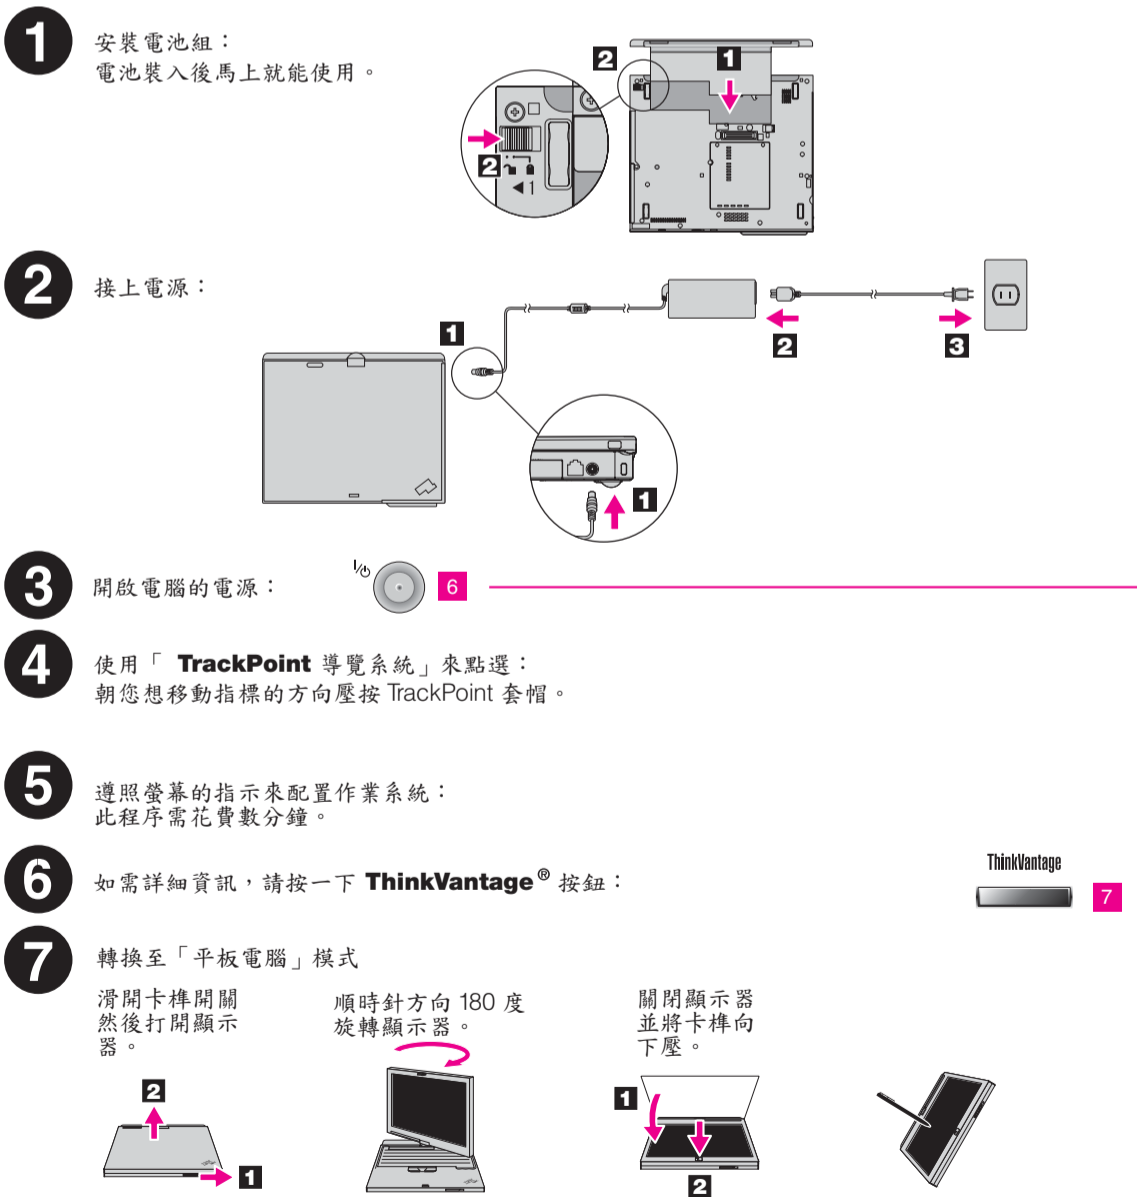 1
安裝電池組：
電池裝入後馬上就能使用。
2
1
2
1
2
接上電源：
1
2
3
1
3
開啟電腦的電源：
6
4
使用「 TrackPoint 導覽系統」來點選：
朝您想移動指標的方向壓按 TrackPoint 套帽。
5
遵照螢幕的指示來配置作業系統：
此程序需花費數分鐘。
6
如需詳細資訊，請按一下 ThinkVantage® 按鈕：
ThinkVantage
7
7
轉換至「平板電腦」模式
滑開卡榫開關
然後打開顯示
器。
順時針方向 180 度
旋轉顯示器。
關閉顯示器
並將卡榫向
下壓。
2
1
1
2